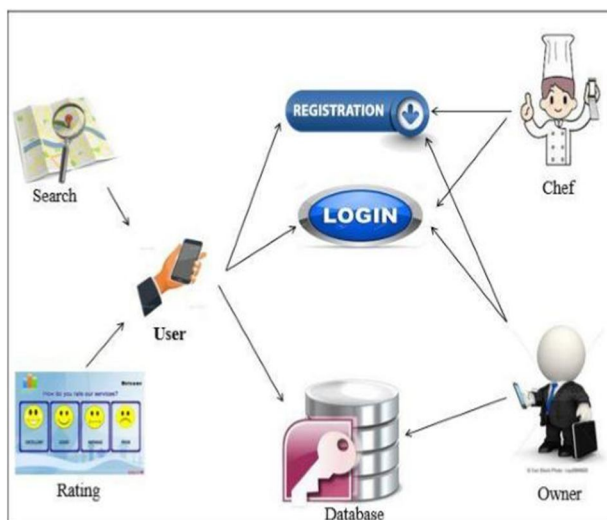 REGISTRATION
Search
LOGIN
Chef
User
How do you rate our services?
Rating
Database
Owner